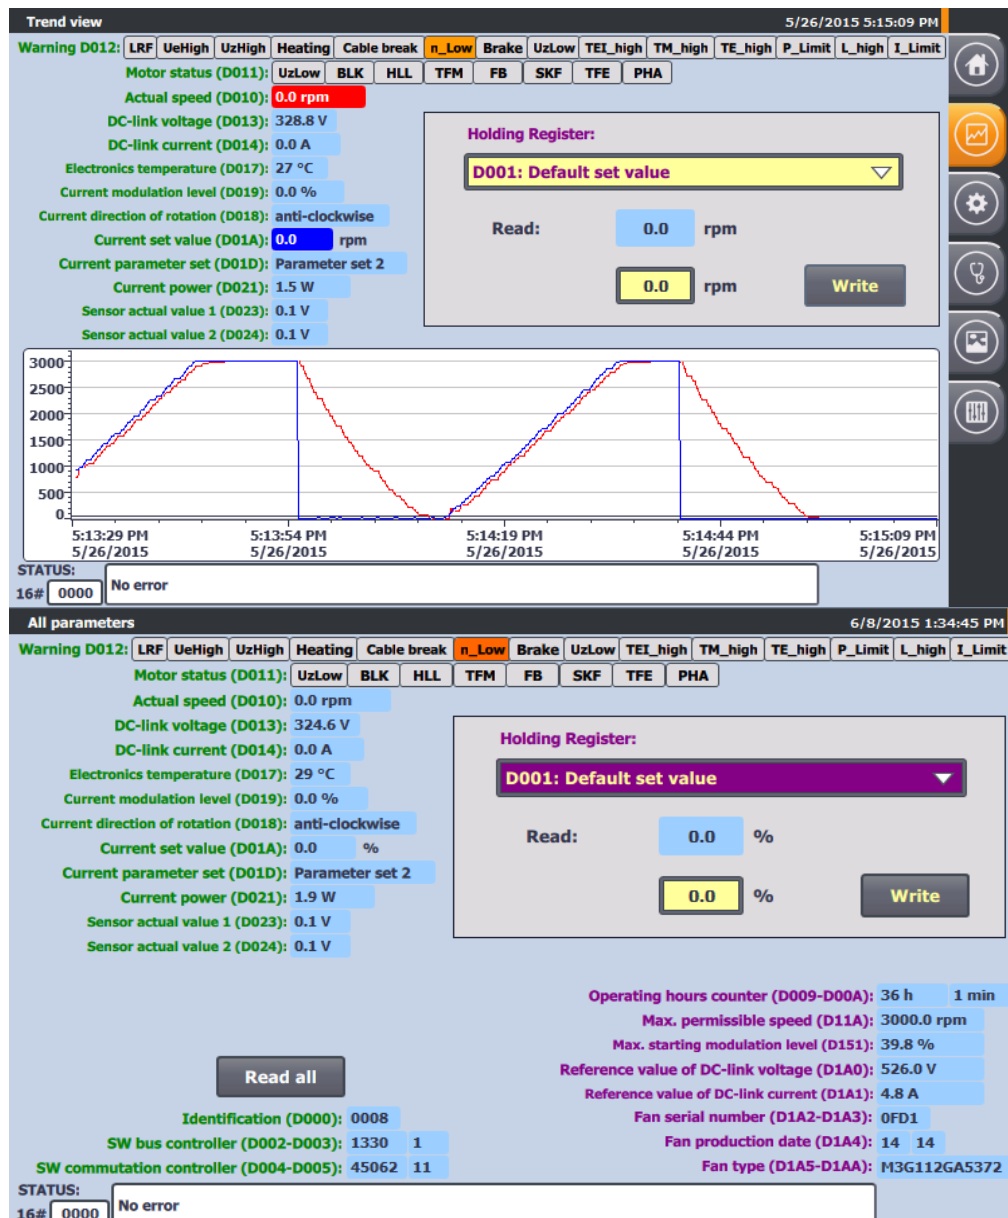 Trend view 5/26/2015 5:15:09 PM
Warning D012: LRF UeHigh UzHigh Heating Cable break n_Low Brake UzLow TEI_high TM_high TE_high P_Limit L_high I_Limit
Motor status (D011): UzLow BLK HLL TFM FB SKF TFE PHA
Actual speed (D010): 0.0 rpm
DC-link voltage (D013): 328.8 V
DC-link current (D014): 0.0 A
Electronics temperature (D017): 27 °C
Current modulation level (D019): 0.0 %
Current direction of rotation (D018): anti-clockwise
Current set value (D01A): 0.0 rpm
Current parameter set (D01D): Parameter set 2
Current power (D021): 1.5 W
Sensor actual value 1 (D023): 0.1 V
Sensor actual value 2 (D024): 0.1 V
Holding Register:
D001: Default set value
Read: 0.0 rpm
0.0 rpm Write
3000
2500
2000
1500
1000
500
0
5:13:29 PM 5:13:54 PM 5:14:19 PM 5:14:44 PM 5:15:09 PM
5/26/2015 5/26/2015 5/26/2015 5/26/2015 5/26/2015
STATUS:
16# 0000 No error
All parameters 6/8/2015 1:34:45 PM
Warning D012: LRF UeHigh UzHigh Heating Cable break n_Low Brake UzLow TEI_high TM_high TE_high P_Limit L_high I_Limit
Motor status (D011): UzLow BLK HLL TFM FB SKF TFE PHA
Actual speed (D010): 0.0 rpm
DC-link voltage (D013): 324.6 V
DC-link current (D014): 0.0 A
Electronics temperature (D017): 29 °C
Current modulation level (D019): 0.0 %
Current direction of rotation (D018): anti-clockwise
Current set value (D01A): 0.0 %
Current parameter set (D01D): Parameter set 2
Current power (D021): 1.9 W
Sensor actual value 1 (D023): 0.1 V
Sensor actual value 2 (D024): 0.1 V
Holding Register:
D001: Default set value
Read: 0.0 %
0.0 % Write
Read all
Identification (D000): 0008
SW bus controller (D002-D003): 1330 1
SW commutation controller (D004-D005): 45062 11
Operating hours counter (D009-D00A): 36 h 1 min
Max. permissible speed (D11A): 3000.0 rpm
Max. starting modulation level (D151): 39.8 %
Reference value of DC-link voltage (D1A0): 526.0 V
Reference value of DC-link current (D1A1): 4.8 A
Fan serial number (D1A2-D1A3): 0FD1
Fan production date (D1A4): 14 14
Fan type (D1A5-D1AA): M3G112GA5372
STATUS:
16# 0000 No error